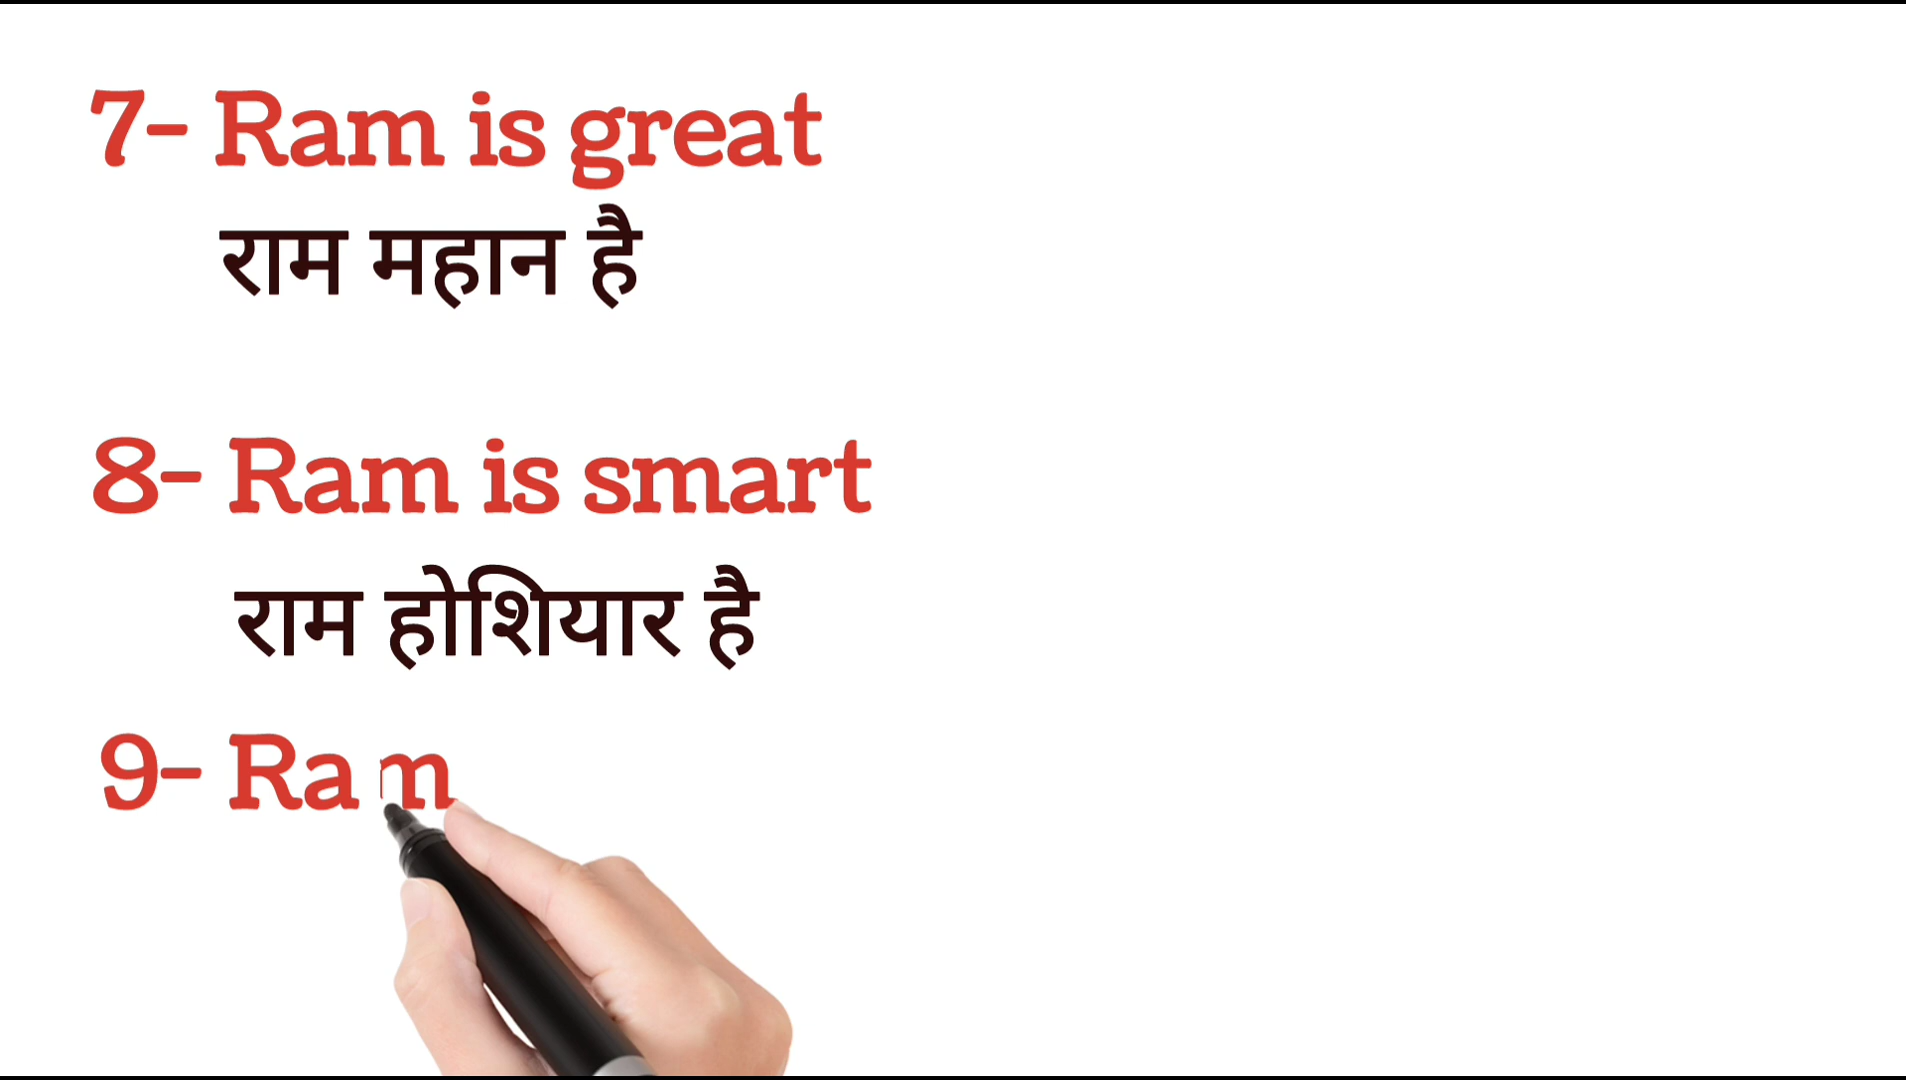 7- Ram is great
राम महान है
8- Ram is smart
राम होशियार है
9- Ram